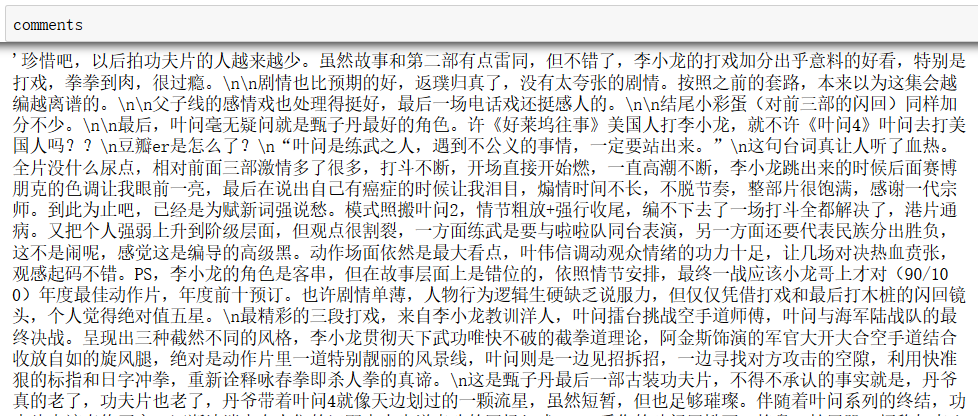 comments
'珍惜吧，以后拍功夫片的人越来越少。虽然故事和第二部有点雷同，但不错了，李小龙的打戏加分出乎意料的好看，特别是
打戏，拳拳到肉，很过瘾。\n\n剧情也比预期的好，返璞归真了，没有太夸张的剧情。按照之前的套路，本来以为这集会越
编越离谱的。\n\n父子线的感情戏也处理得挺好，最后一场电话戏还挺感人的。\n\n结尾小彩蛋（对前三部的闪回）同样加
分不少。\n\n最后，叶问毫无疑问就是甄子丹最好的角色。许《好莱坞往事》美国人打李小龙，就不许《叶问4》叶问去打美
国人吗？？\n豆瓣er是怎么了？\n“叶问是练武之人，遇到不公义的事情，一定要站出来。”\n这句台词真让人听了血热。
全片没什么尿点，相对前面三部激情多了很多，打斗不断，开场直接开始燃，一直高潮不断，李小龙跳出来的时候后面赛博
朋克的色调让我眼前一亮，最后在说出自己有癌症的时候让我泪目，煽情时间不长，不脱节奏，整部片很饱满，感谢一代宗
师。到此为止吧，已经是为赋新词强说愁。模式照搬叶问2，情节粗放+强行收尾，编不下去了一场打斗全都解决了，港片通
病。又把个人强弱上升到阶级层面，但观点很割裂，一方面练武是要与啦啦队同台表演，另一方面还要代表民族分出胜负，
这不是闹呢，感觉这是编导的高级黑。动作场面依然是最大看点，叶伟信调动观众情绪的功力十足，让几场对决热血贲张，
观感起码不错。PS，李小龙的角色是客串，但在故事层面上是错位的，依照情节安排，最终一战应该小龙哥上才对（90/10
0）年度最佳动作片，年度前十预订。也许剧情单薄，人物行为逻辑生硬缺乏说服力，但仅仅凭借打戏和最后打木桩的闪回镜
头，个人觉得绝对值五星。\n最精彩的三段打戏，来自李小龙教训洋人，叶问擂台挑战空手道师傅，叶问与海军陆战队的最
终决战。呈现出三种截然不同的风格，李小龙贯彻天下武功唯快不破的截拳道理论，阿金斯饰演的军官大开大合空手道结合
收放自如的旋风腿，绝对是动作片里一道特别靓丽的风景线，叶问则是一边见招拆招，一边寻找对方攻击的空隙，利用快准
狠的标指和日字冲拳，重新诠释咏春拳即杀人拳的真谛。\n这是甄子丹最后一部古装功夫片，不得不承认的事实就是，丹爷
真的老了，功夫片也老了，丹爷带着叶问4就像天边划过的一颗流星，虽然短暂，但也足够璀璨。伴随着叶问系列的终结，功